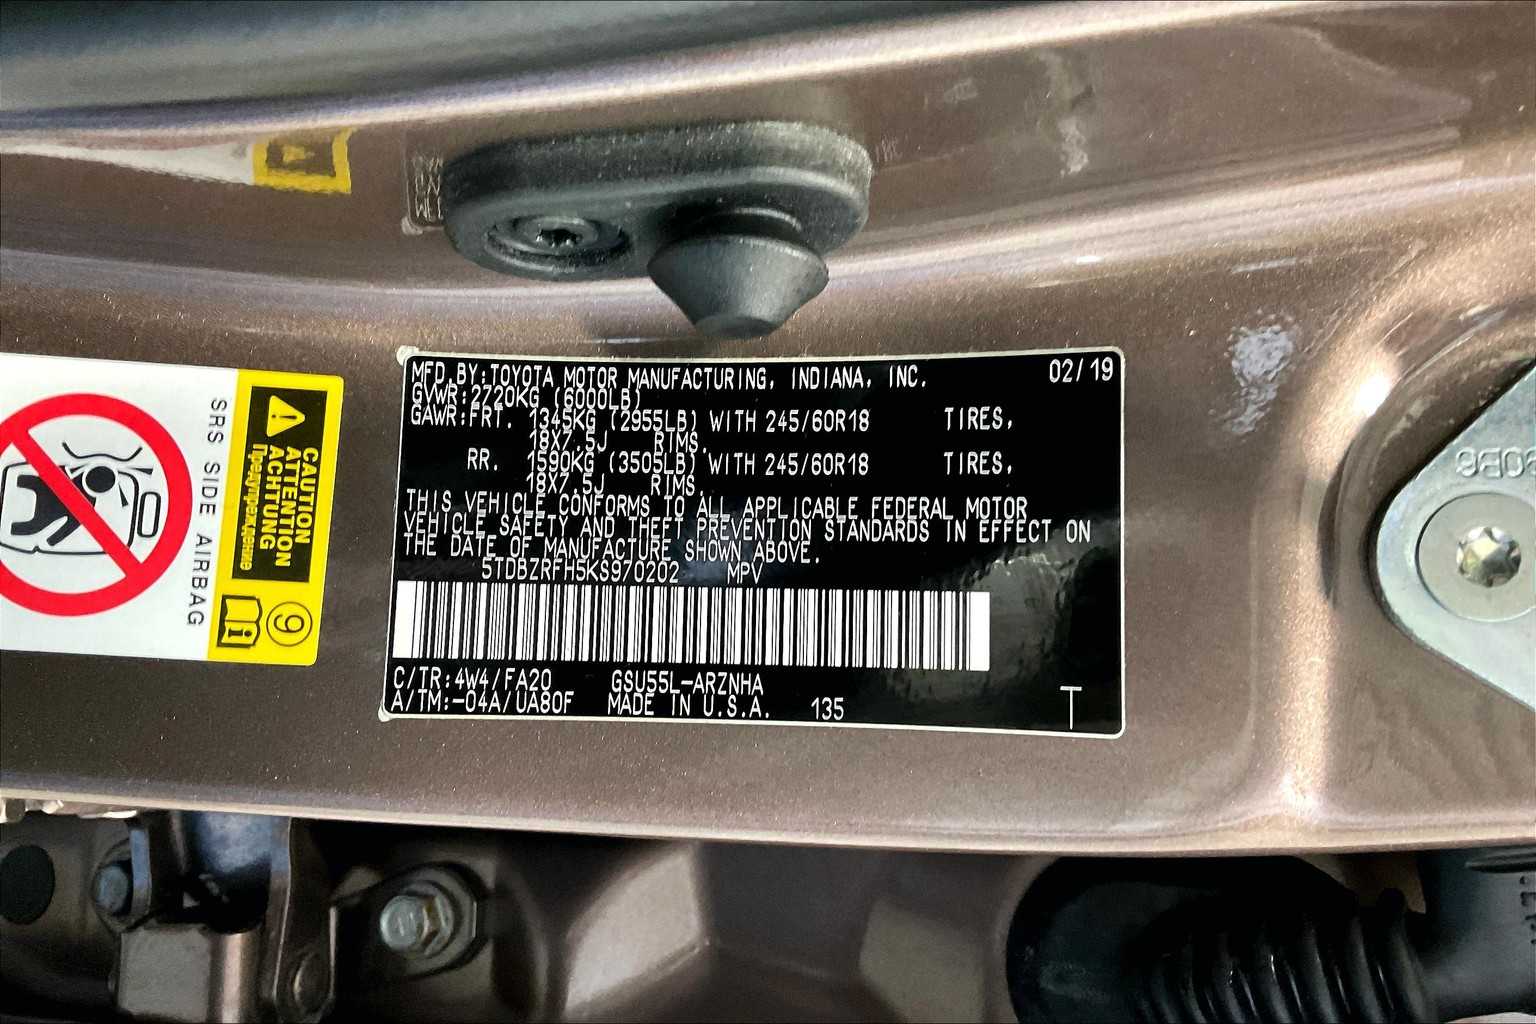 MFD.BY:TOYOTA MOTOR MANUFACTURING, INDIANA, INC. 02/19
GVWR:2720KG (6000LB)
GAWR:FRT. 1345KG (2955LB) WITH 245/60R18 TIRES,
18X7.5J RIMS.
RR. 1590KG (3505LB) WITH 245/60R18 TIRES,
18X7.5J RIMS.
THIS VEHICLE CONFORMS TO ALL APPLICABLE FEDERAL MOTOR
VEHICLE SAFETY AND THEFT PREVENTION STANDARDS IN EFFECT ON
THE DATE OF MANUFACTURE SHOWN ABOVE.
5TDBZRFH5KS970202 MPV
C/TR:4W4/FA20 GSU55L-ARZNHA
A/TM:-04A/UA80F MADE IN U.S.A. 135 T
SRS SIDE AIRBAG
CAUTION
ATTENTION
ACHTUNG
Предупреждение
9